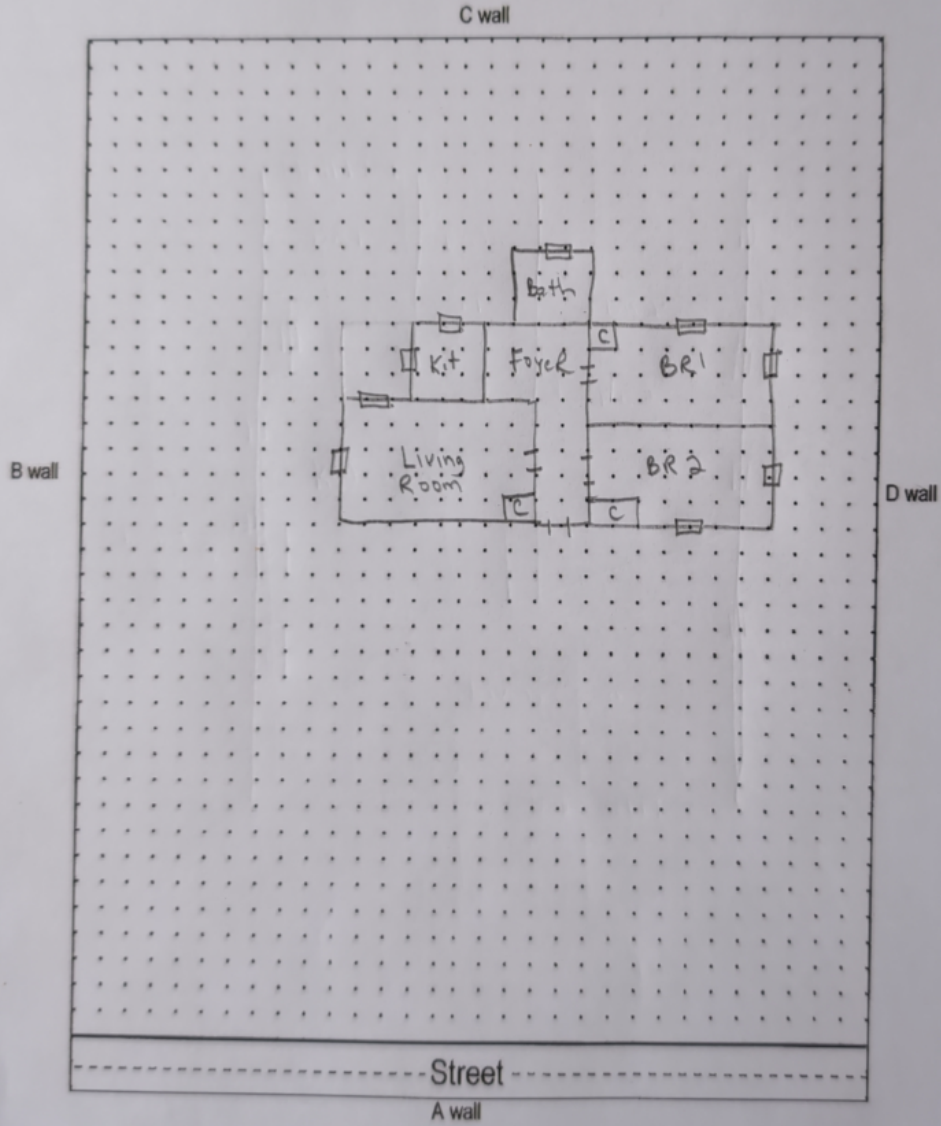 C wall
Bath
C
Kit
Foyer
BR1
B wall
Living
Room
BR 2
D wall
C
C
Street
A wall